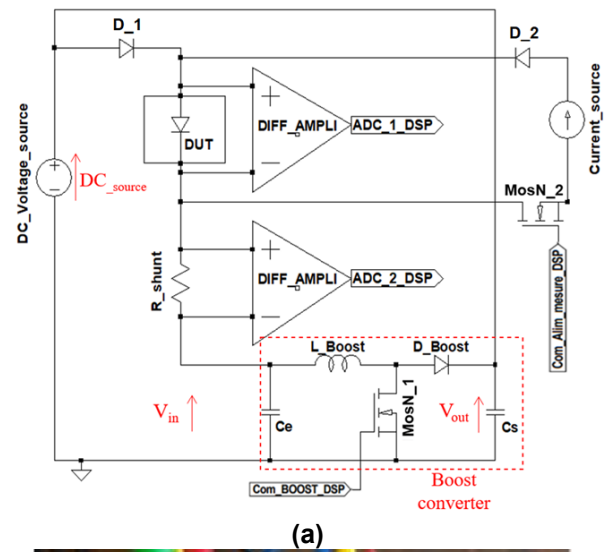 D_1
D_2
DC_Voltage_source
DC_source
DUT
DIFF_AMPLI
ADC_1_DSP
Current_source
MosN_2
R_shunt
DIFF_AMPLI
ADC_2_DSP
Com_Alim_mesure_DSP
L_Boost
D_Boost
Vin
Ce
MosN_1
Vout
Cs
Com_BOOST_DSP
Boost
converter
(a)